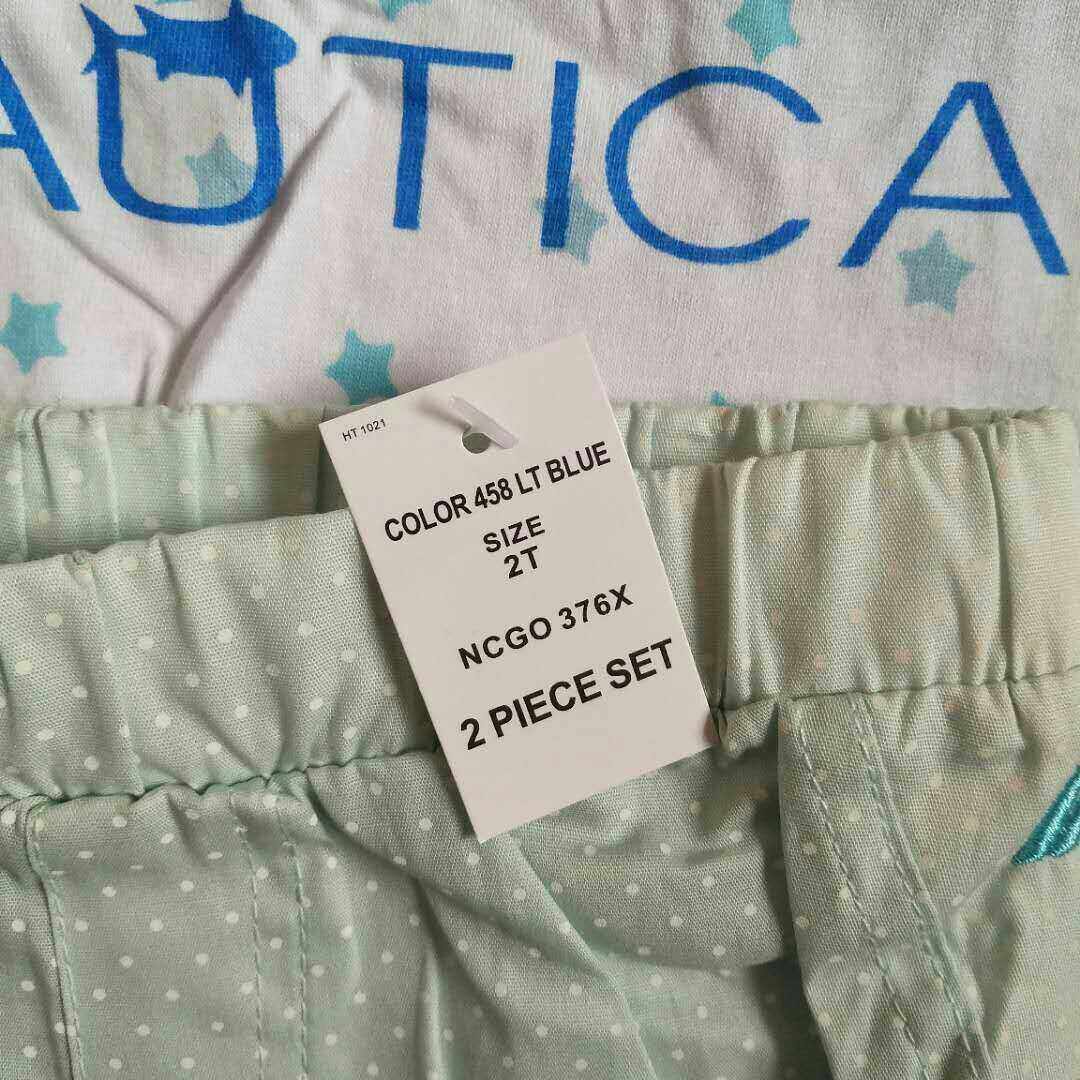 AUTICA
HT 1021
COLOR 458 LT BLUE
SIZE
2T
NCGO 376X
2 PIECE SET